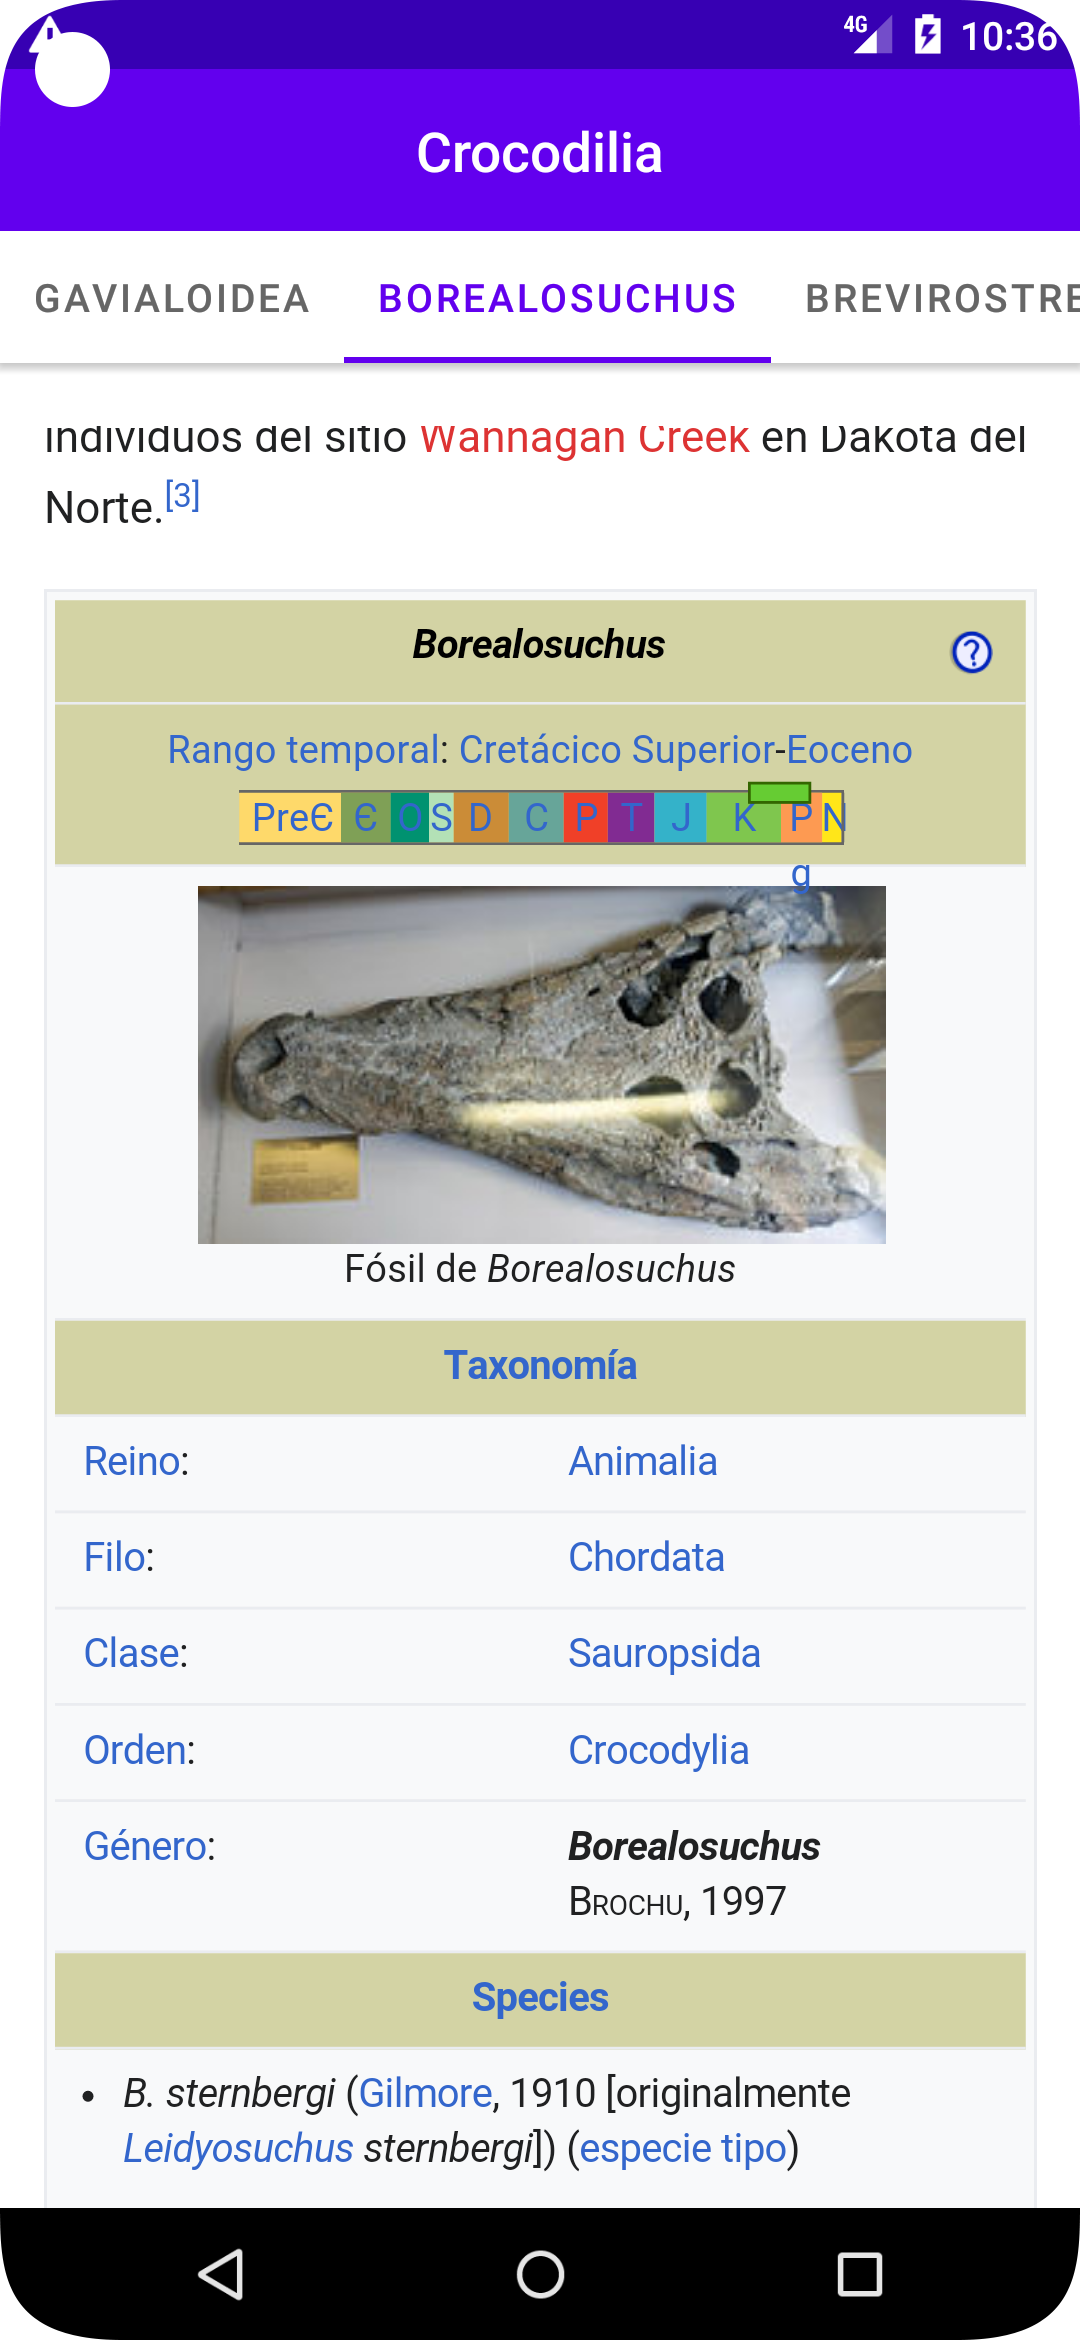 4G 10:36
Crocodilia
GAVIALOIDEA BOREALOSUCHUS BREVIROSTRE
individuos del sitio Wannagan Creek en Dakota del
Norte.[3]
Borealosuchus
Rango temporal: Cretácico Superior-Eoceno
PreЄ Є O S D C P T J K Pg N
Fósil de Borealosuchus
Taxonomía
Reino: Animalia
Filo: Chordata
Clase: Sauropsida
Orden: Crocodylia
Género: Borealosuchus
BROCHU, 1997
Species
• B. sternbergi (Gilmore, 1910 [originalmente
Leidyosuchus sternbergi]) (especie tipo)